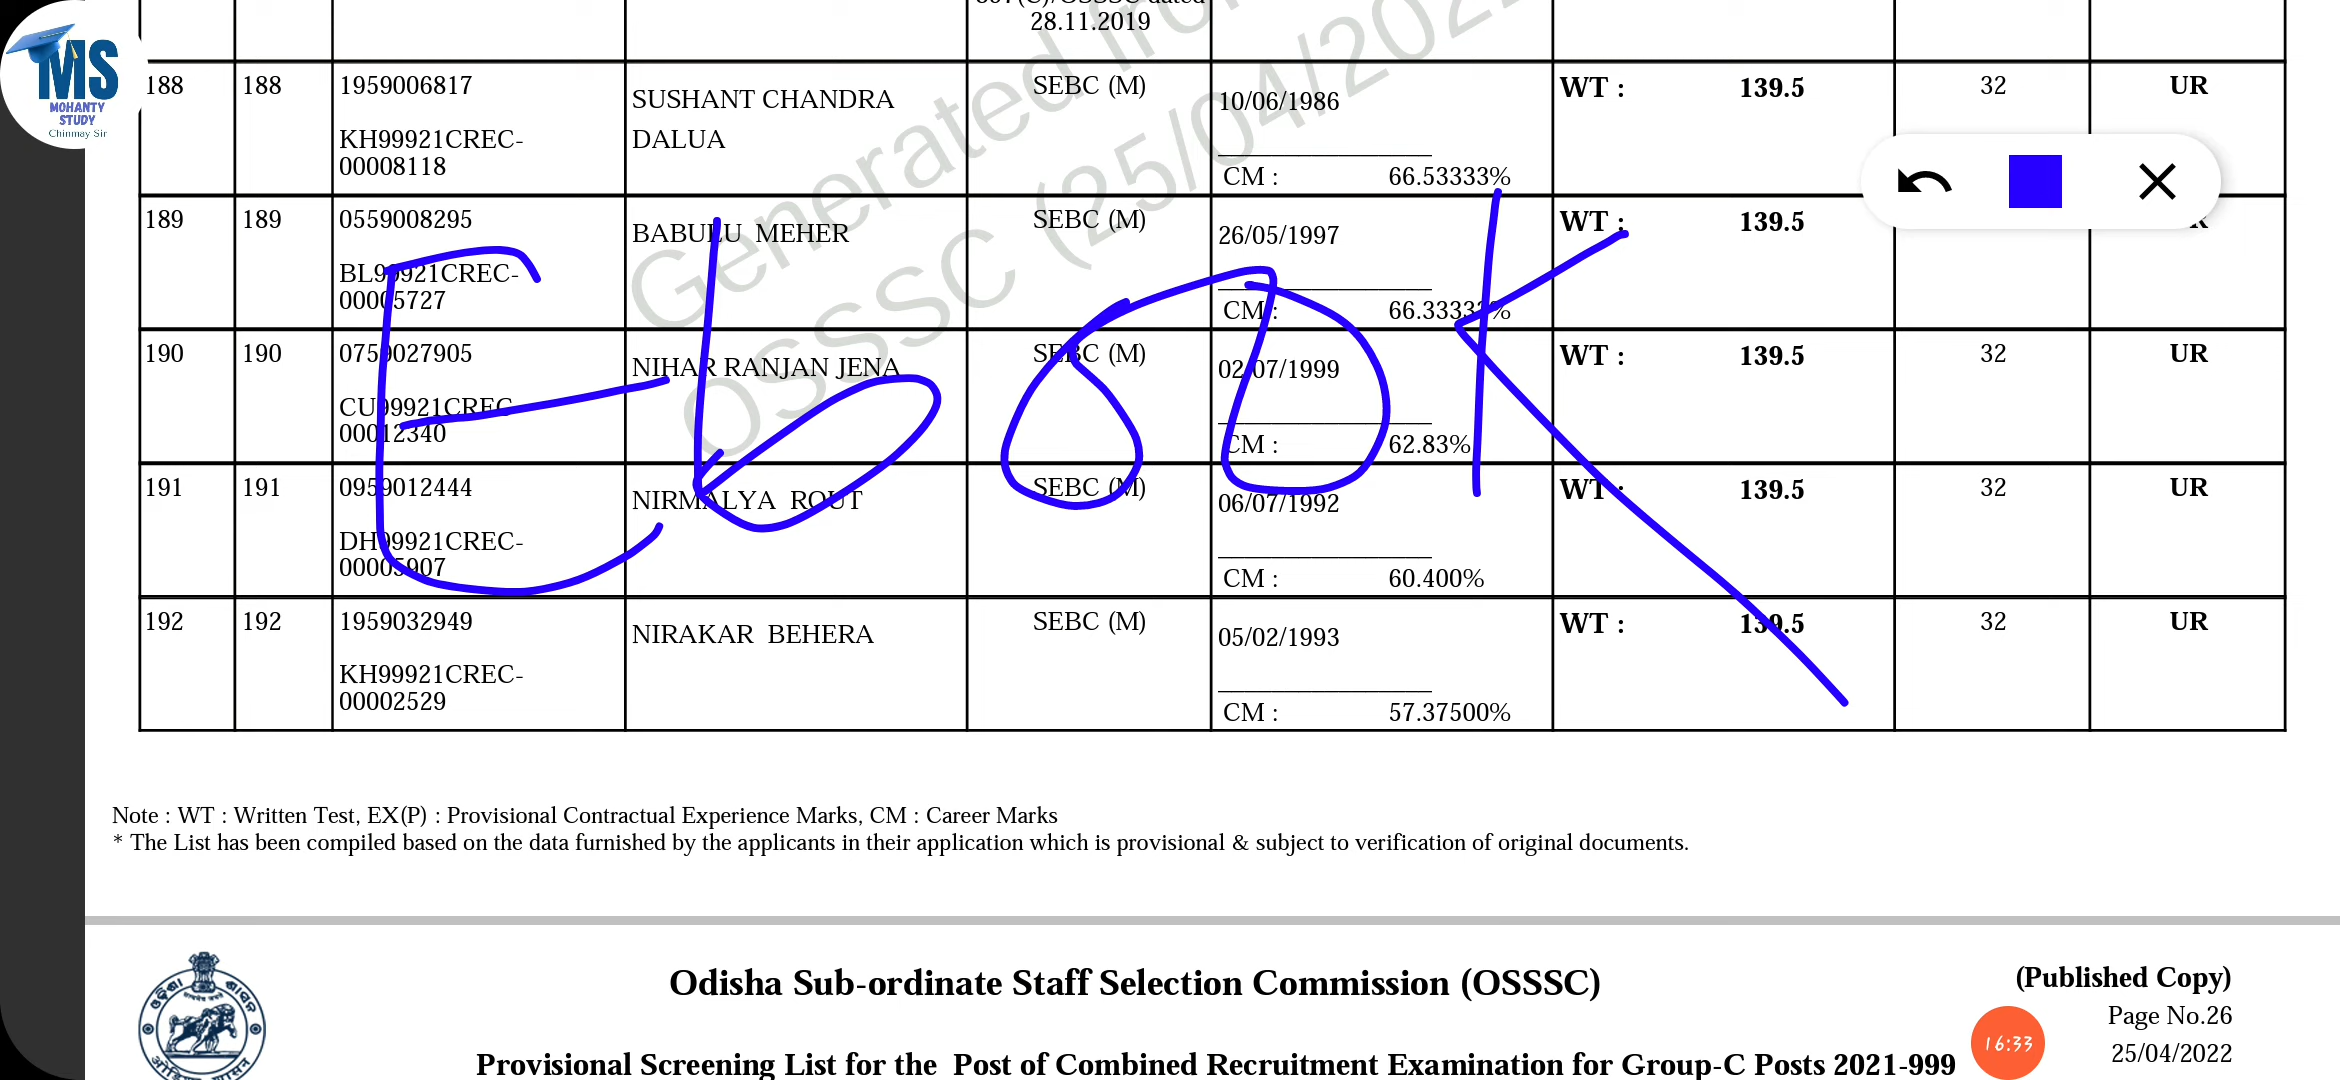 28.11.2019
188 188 1959006817 KH99921CREC-00008118 SUSHANT CHANDRA DALUA SEBC (M) 10/06/1986 CM : 66.53333% WT : 139.5 32 UR
189 189 0559008295 BL99921CREC-00005727 BABULU MEHER SEBC (M) 26/05/1997 CM : 66.33333% WT : 139.5
190 190 0759027905 CU99921CREC-00012340 NIHAR RANJAN JENA SEBC (M) 02/07/1999 CM : 62.83% WT : 139.5 32 UR
191 191 0959012444 DH99921CREC-00005907 NIRMALYA ROUT SEBC (M) 06/07/1992 CM : 60.400% WT : 139.5 32 UR
192 192 1959032949 KH99921CREC-00002529 NIRAKAR BEHERA SEBC (M) 05/02/1993 CM : 57.37500% WT : 139.5 32 UR
Note : WT : Written Test, EX(P) : Provisional Contractual Experience Marks, CM : Career Marks
* The List has been compiled based on the data furnished by the applicants in their application which is provisional & subject to verification of original documents.
Odisha Sub-ordinate Staff Selection Commission (OSSSC)
(Published Copy)
Page No.26
25/04/2022
Provisional Screening List for the Post of Combined Recruitment Examination for Group-C Posts 2021-999
16:33
MS
MOHANTY
STUDY
Chinmay Sir
Generated
OSSSC (25/04/202